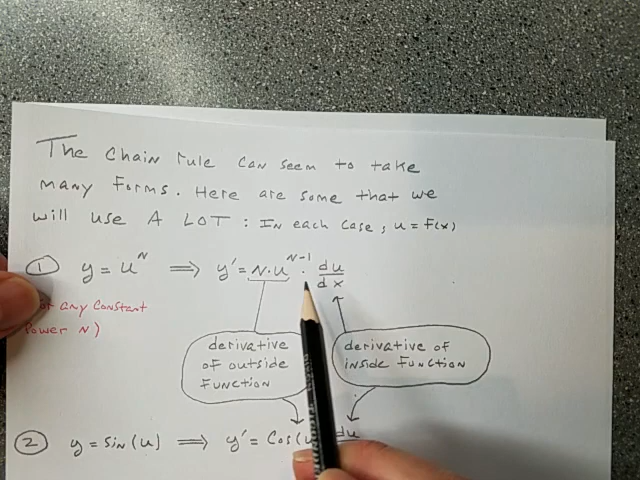 The Chain rule can seem to take
many forms. Here are some that we
will use A LOT: In each case, u = f(x)
① y = u^N ⟹ y' = N·u^(N-1) · du/dx
any Constant
Power N)
derivative of outside Function
derivative of inside Function
② y = sin(u) ⟹ y' = Cos(u du